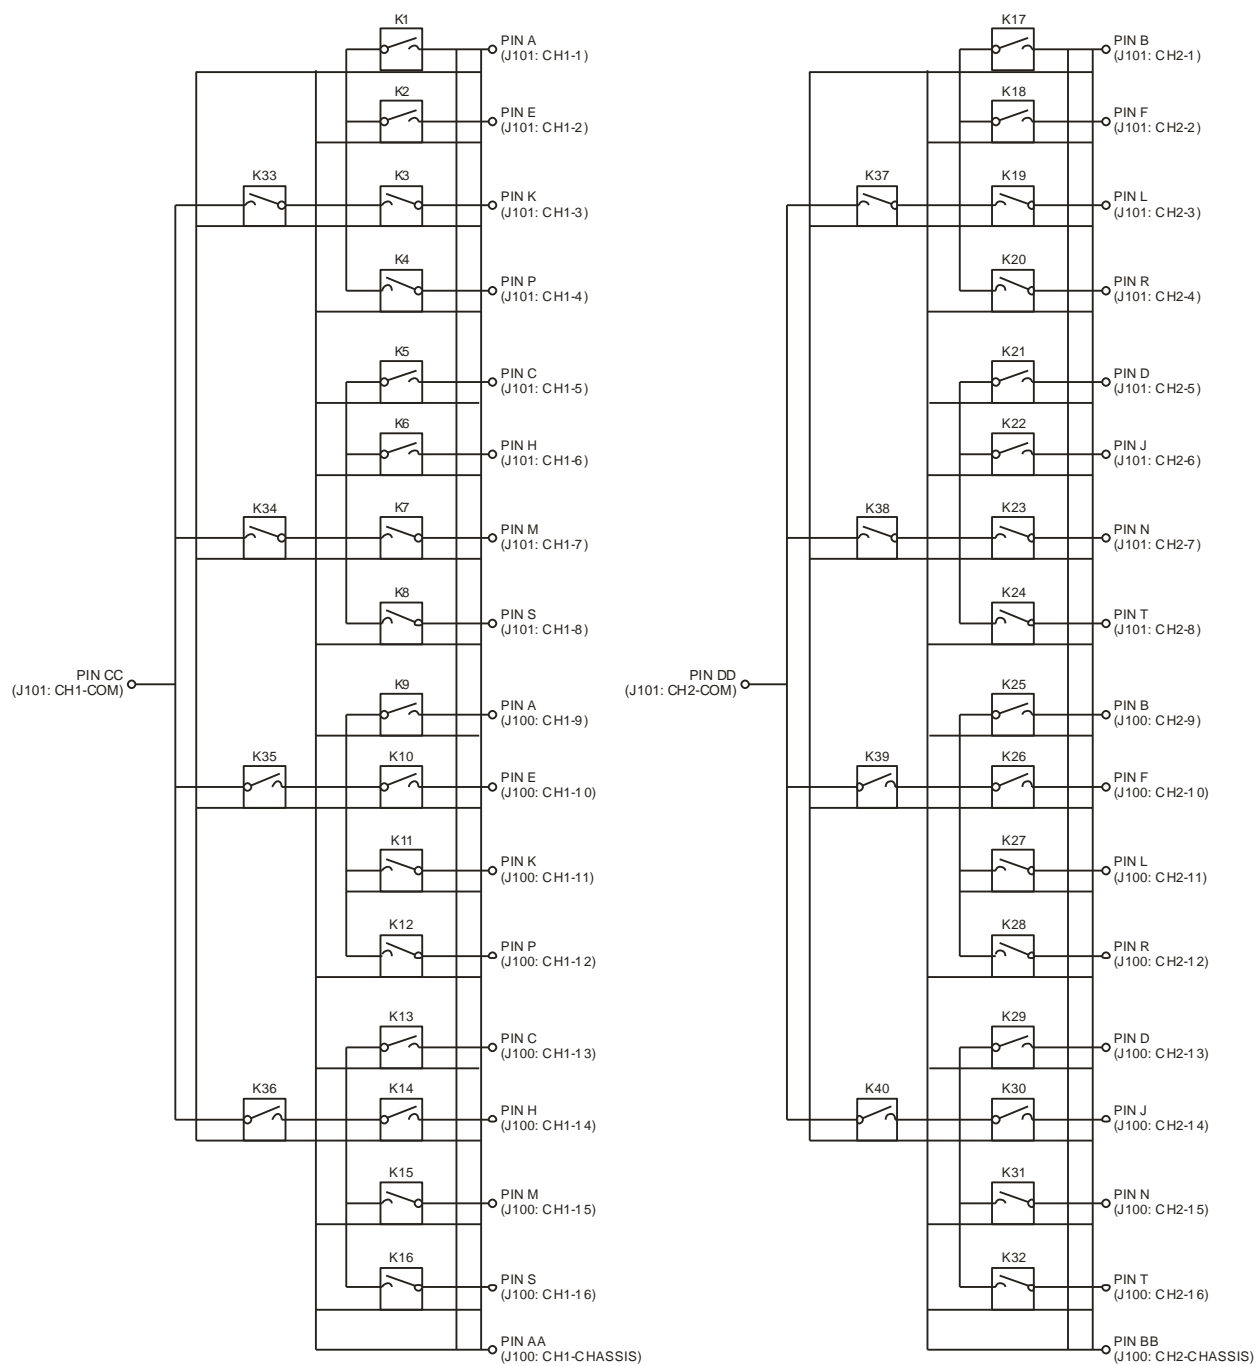 K1
PIN A
(J101: CH1-1)
K2
PIN E
(J101: CH1-2)
K33
K3
PIN K
(J101: CH1-3)
K4
PIN P
(J101: CH1-4)
K5
PIN C
(J101: CH1-5)
K6
PIN H
(J101: CH1-6)
K34
K7
PIN M
(J101: CH1-7)
K8
PIN S
(J101: CH1-8)
PIN CC
(J101: CH1-COM)
K9
PIN A
(J100: CH1-9)
K35
K10
PIN E
(J100: CH1-10)
K11
PIN K
(J100: CH1-11)
K12
PIN P
(J100: CH1-12)
K13
PIN C
(J100: CH1-13)
K36
K14
PIN H
(J100: CH1-14)
K15
PIN M
(J100: CH1-15)
K16
PIN S
(J100: CH1-16)
PIN AA
(J100: CH1-CHASSIS)
K17
PIN B
(J101: CH2-1)
K18
PIN F
(J101: CH2-2)
K37
K19
PIN L
(J101: CH2-3)
K20
PIN R
(J101: CH2-4)
K21
PIN D
(J101: CH2-5)
K22
PIN J
(J101: CH2-6)
K38
K23
PIN N
(J101: CH2-7)
K24
PIN T
(J101: CH2-8)
PIN DD
(J101: CH2-COM)
K25
PIN B
(J100: CH2-9)
K39
K26
PIN F
(J100: CH2-10)
K27
PIN L
(J100: CH2-11)
K28
PIN R
(J100: CH2-12)
K29
PIN D
(J100: CH2-13)
K40
K30
PIN J
(J100: CH2-14)
K31
PIN N
(J100: CH2-15)
K32
PIN T
(J100: CH2-16)
PIN BB
(J100: CH2-CHASSIS)